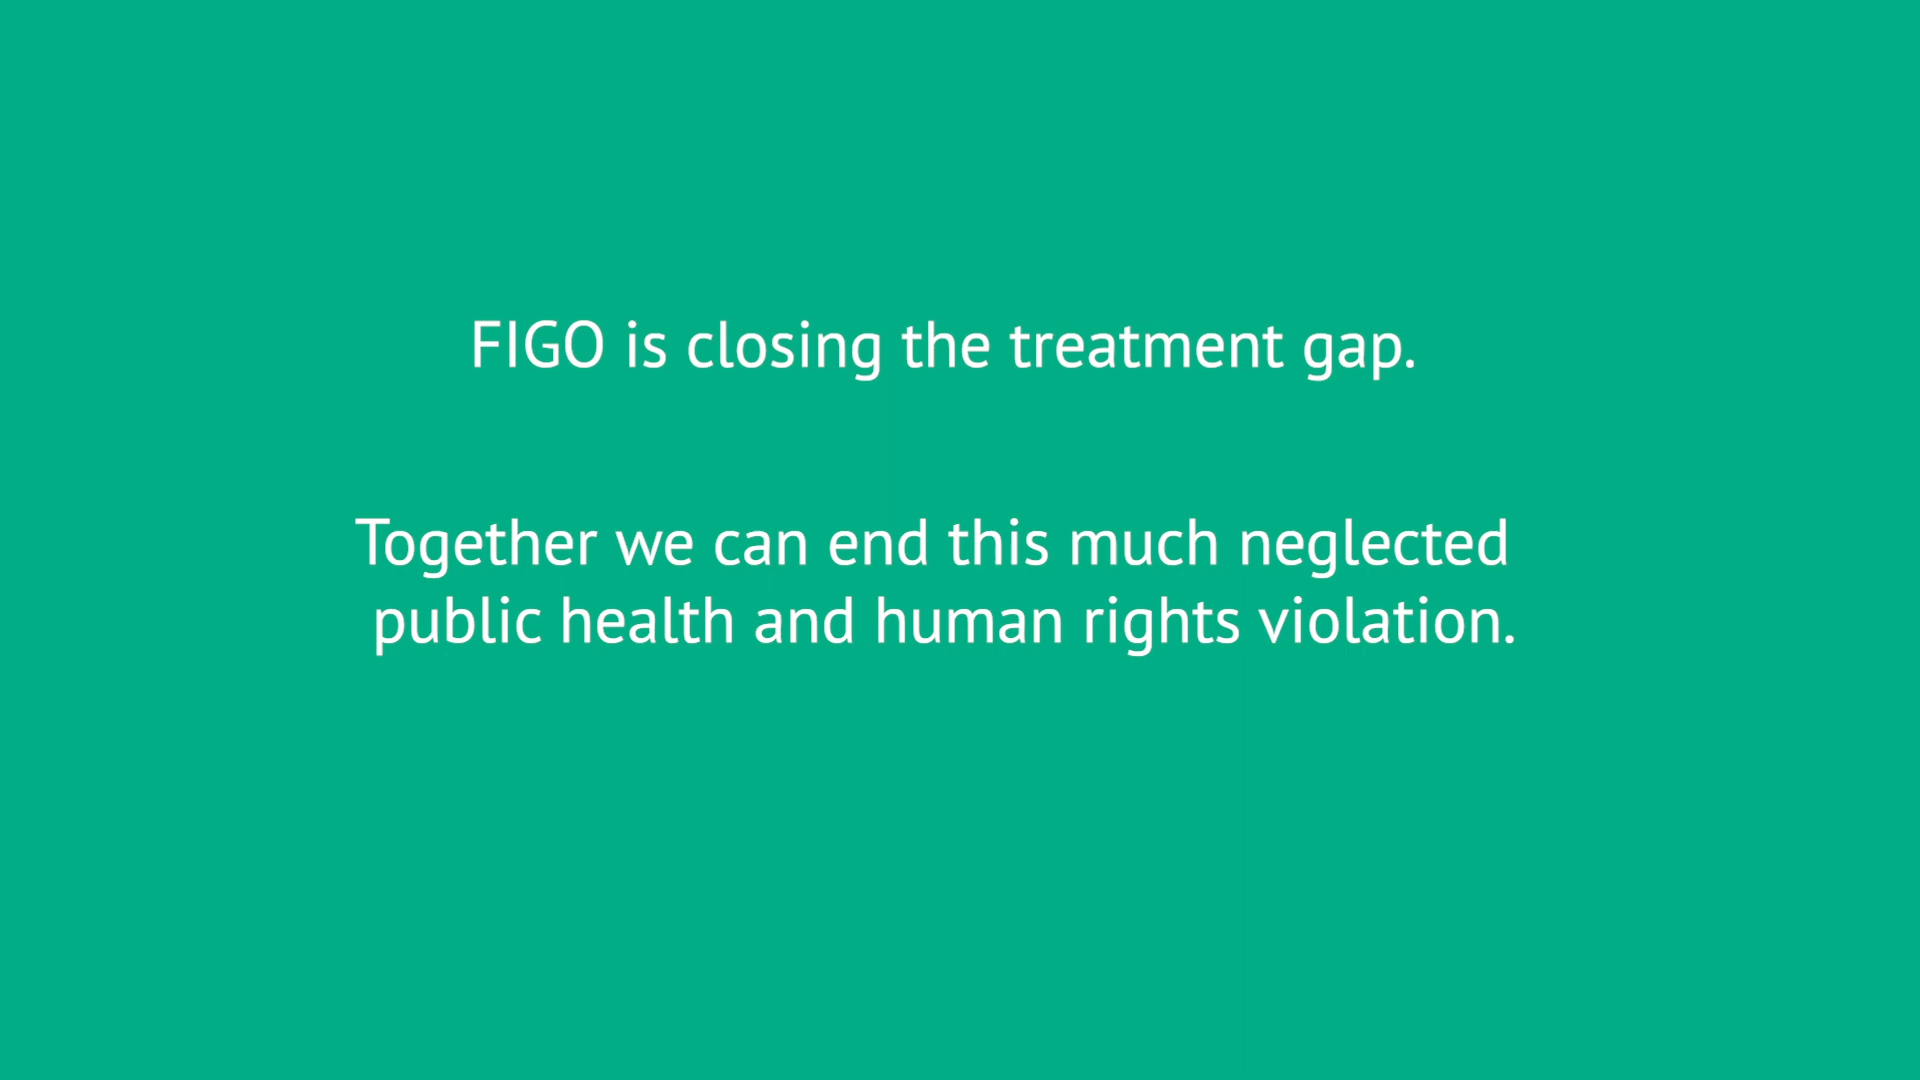 FIGO is closing the treatment gap.
Together we can end this much neglected
public health and human rights violation.